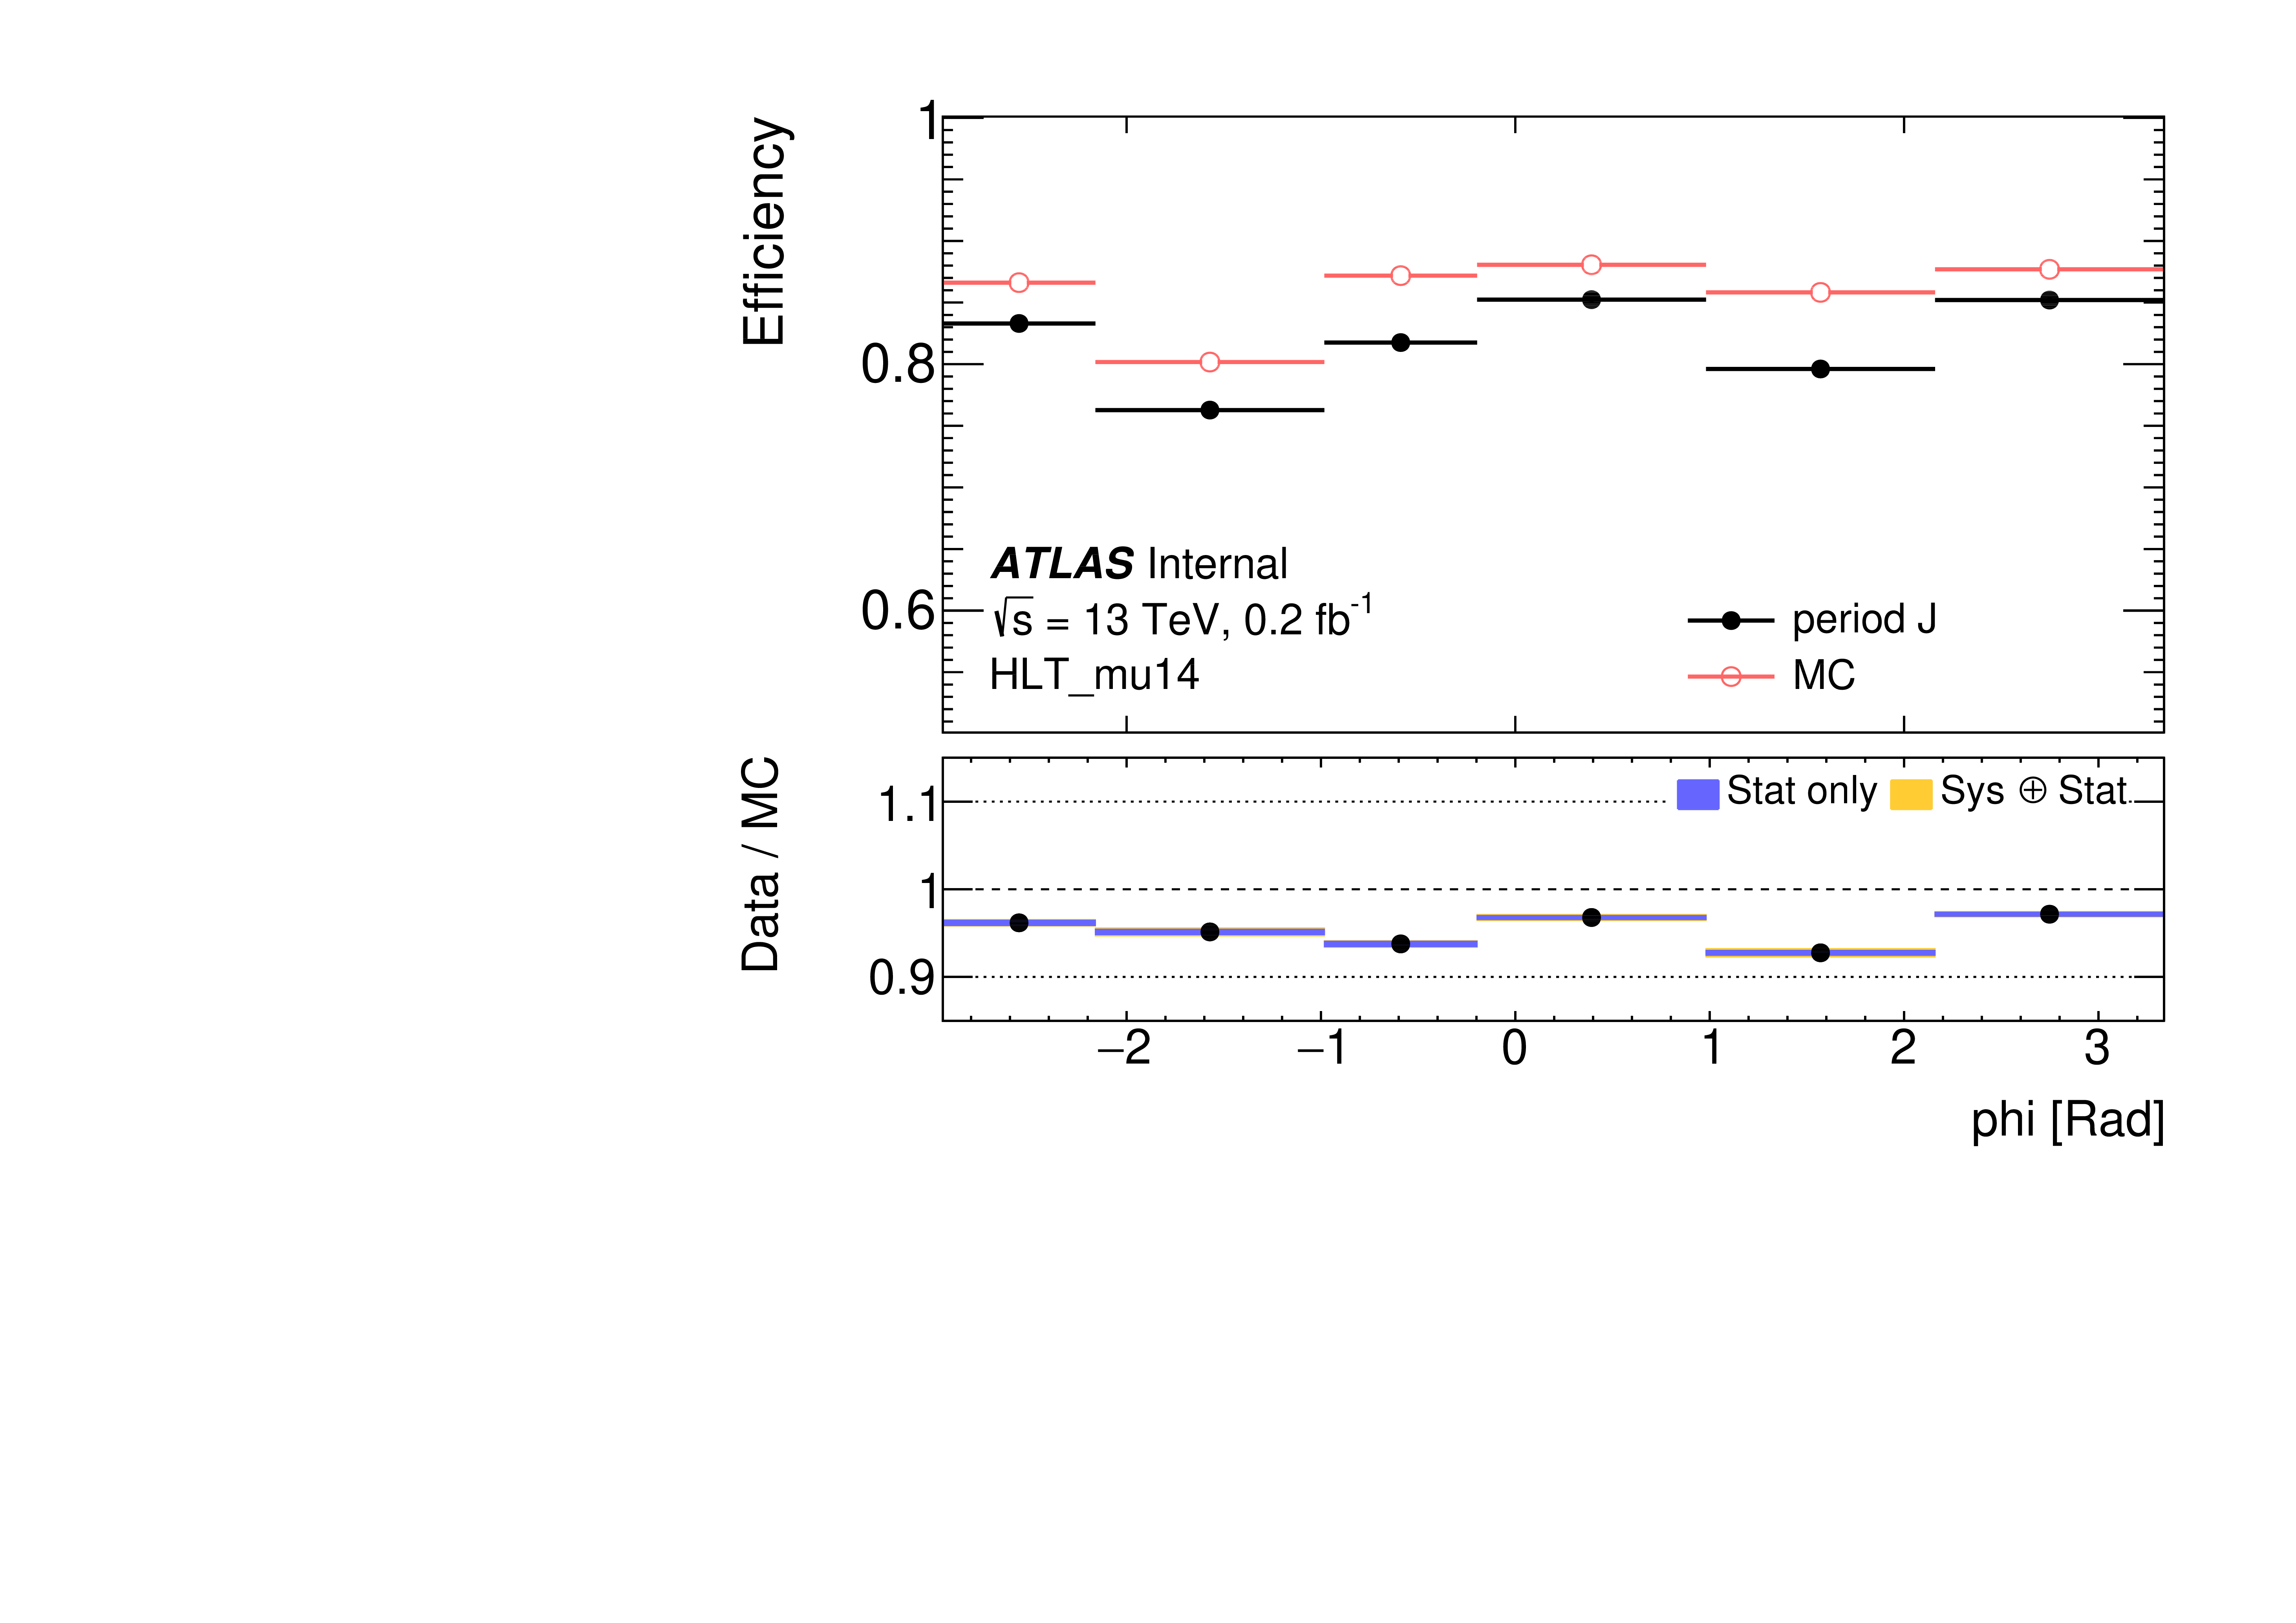 Efficiency
1
0.8
0.6
ATLAS Internal
√s = 13 TeV, 0.2 fb⁻¹
HLT_mu14
period J
MC
Data / MC
1.1
1
0.9
Stat only
Sys ⊕ Stat
−2 −1 0 1 2 3
phi [Rad]